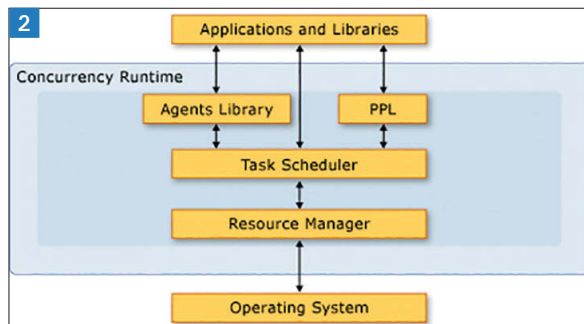 2
Applications and Libraries
Concurrency Runtime
Agents Library
PPL
Task Scheduler
Resource Manager
Operating System